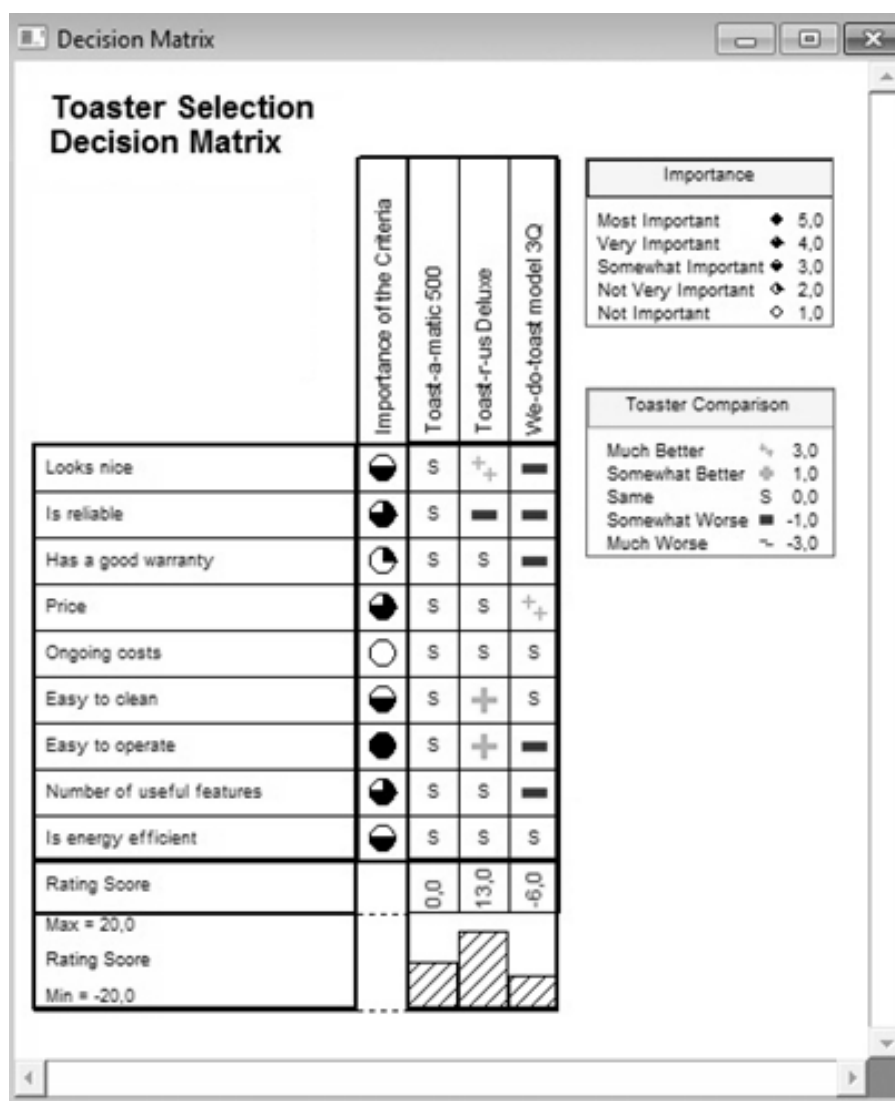 Decision Matrix
Toaster Selection
Decision Matrix
Importance of the Criteria
Toast-a-matic 500
Toast-r-us Deluxe
We-do-toast model 3Q
Importance
Most Important 5,0
Very Important 4,0
Somewhat Important 3,0
Not Very Important 2,0
Not Important 1,0
Toaster Comparison
Much Better 3,0
Somewhat Better 1,0
Same S 0,0
Somewhat Worse -1,0
Much Worse -3,0
Looks nice S
Is reliable S
Has a good warranty S S
Price S S
Ongoing costs S S S
Easy to clean S S
Easy to operate S
Number of useful features S S
Is energy efficient S S S
Rating Score 0,0 13,0 -6,0
Max = 20,0
Rating Score
Min = -20,0